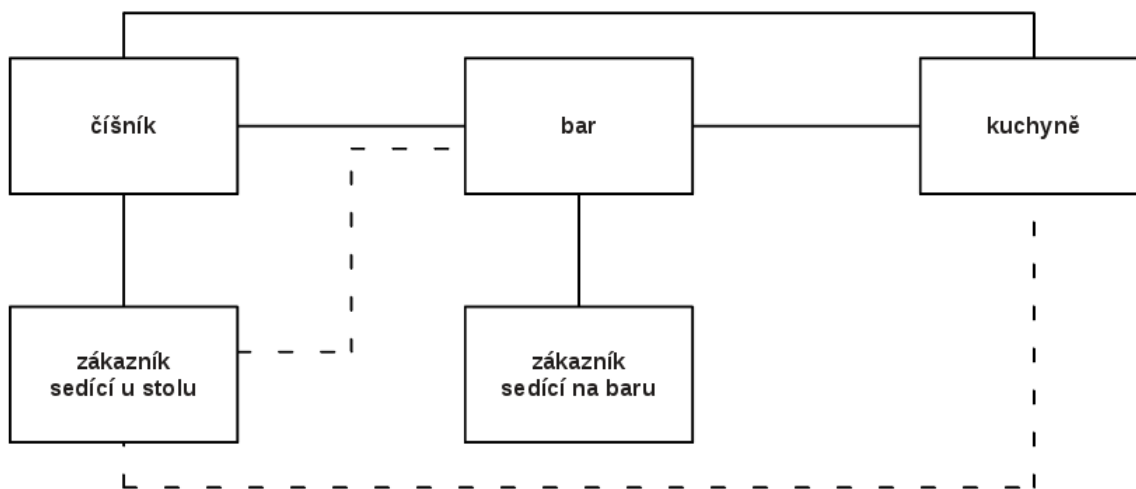 číšník
bar
kuchyně
zákazník
sedící u stolu
zákazník
sedící na baru